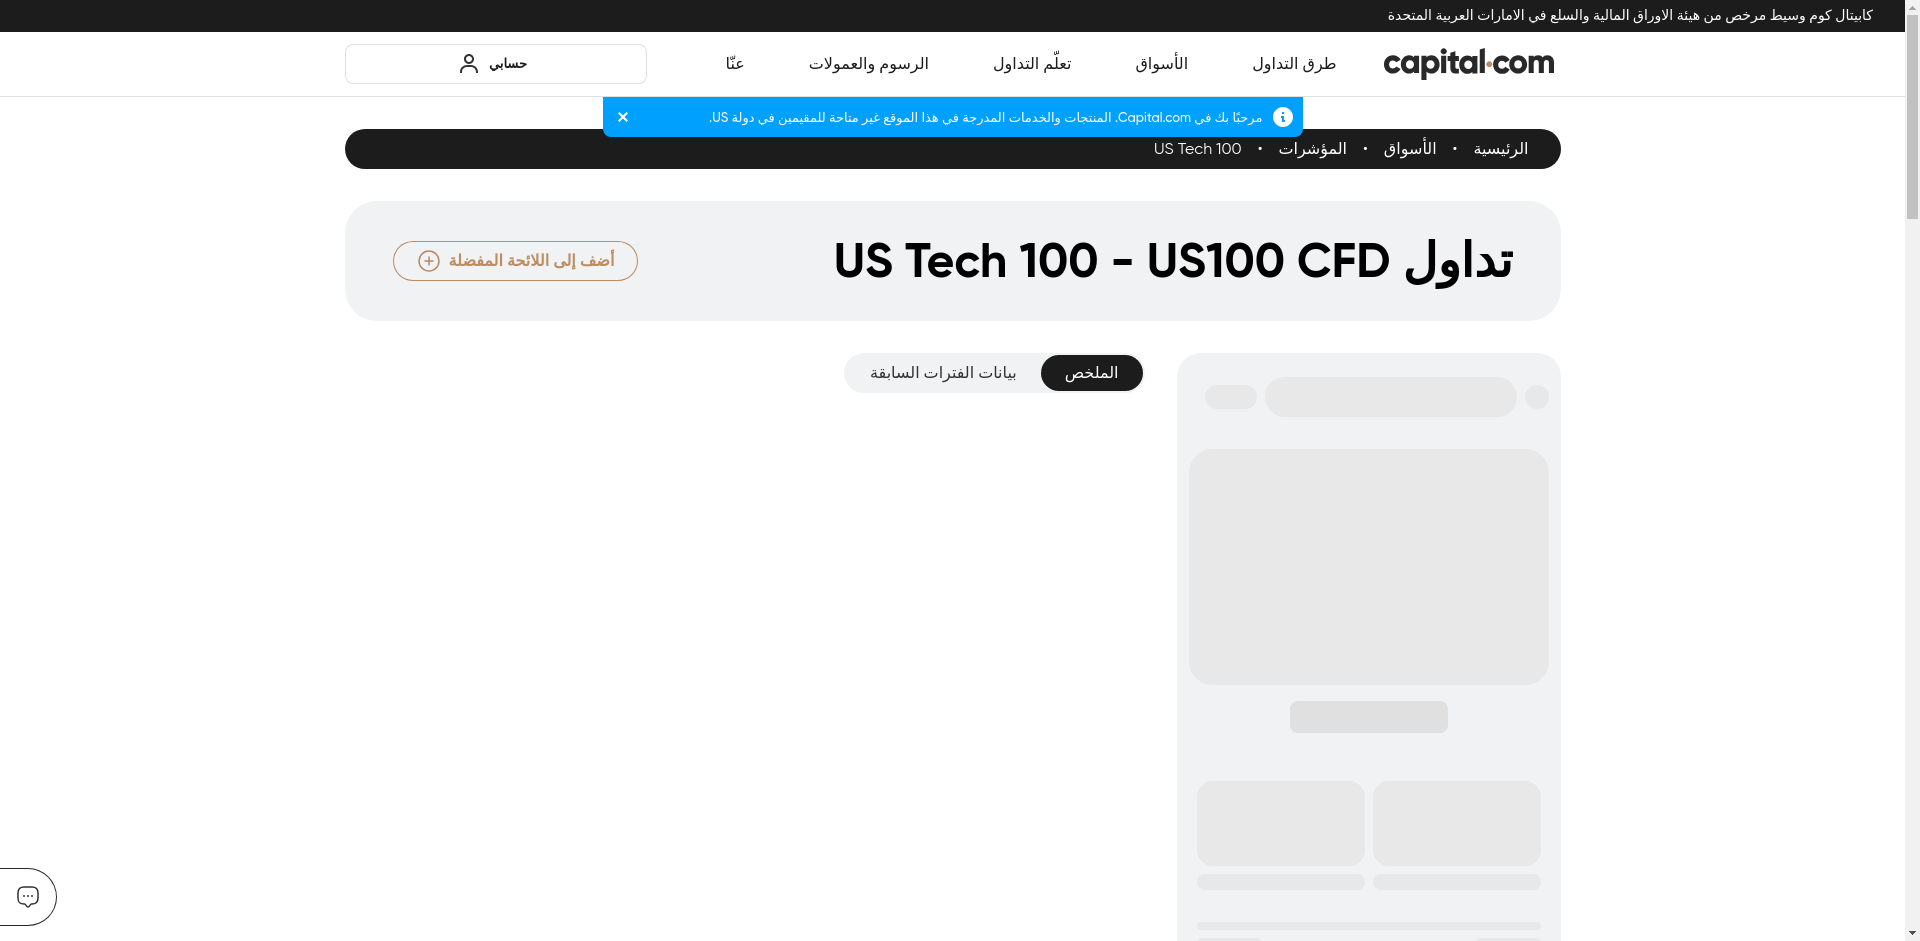 كابيتال كوم وسيط مرخص من هيئة الاوراق المالية والسلع في الامارات العربية المتحدة
capital.com
طرق التداول
الأسواق
تعلّم التداول
الرسوم والعمولات
عنّا
حسابي
مرحبًا بك في Capital.com. المنتجات والخدمات المدرجة في هذا الموقع غير متاحة للمقيمين في دولة US.
الرئيسية • الأسواق • المؤشرات • US Tech 100
تداول US Tech 100 - US100 CFD
أضف إلى اللائحة المفضلة
الملخص
بيانات الفترات السابقة